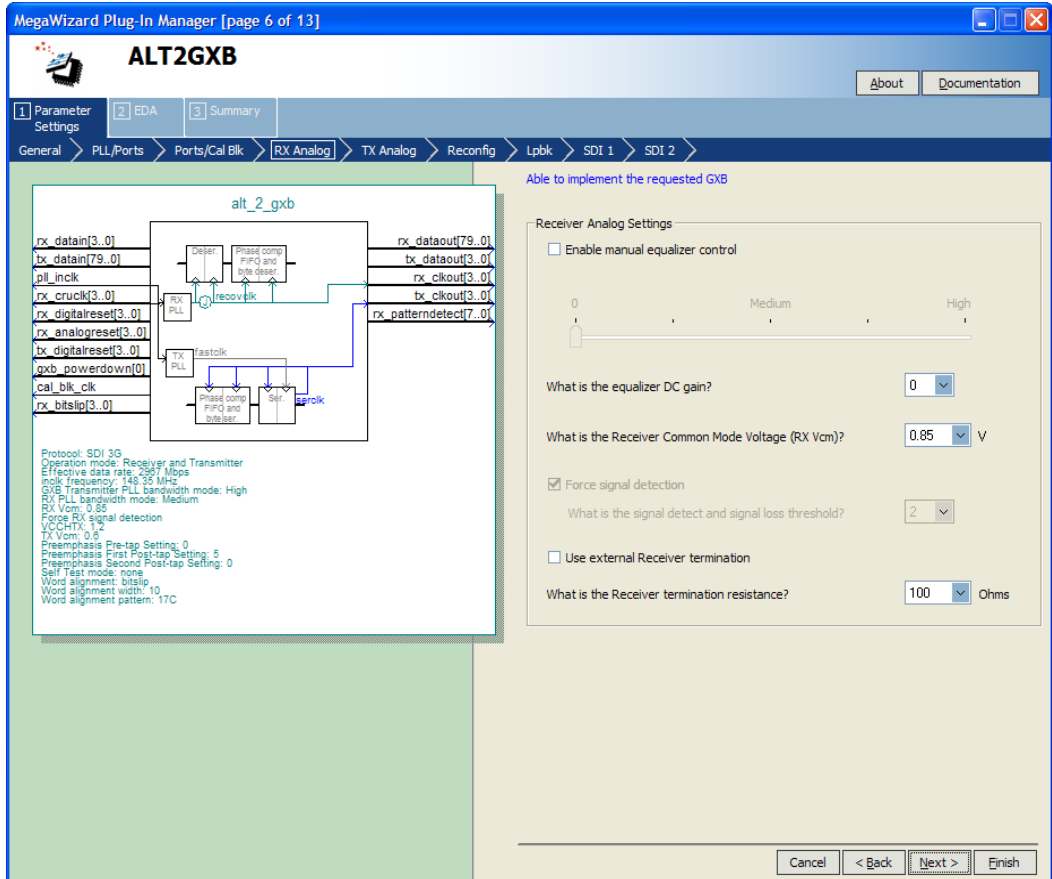 MegaWizard Plug-In Manager [page 6 of 13]
ALT2GXB
About
Documentation
1 Parameter Settings
2 EDA
3 Summary
General
PLL/Ports
Ports/Cal Blk
RX Analog
TX Analog
Reconfig
Lpbk
SDI 1
SDI 2
alt_2_gxb
rx_datain[3..0]
tx_datain[79..0]
pll_inclk
rx_cruclk[3..0]
rx_digitalreset[3..0]
rx_analogreset[3..0]
tx_digitalreset[3..0]
gxb_powerdown[0]
cal_blk_clk
rx_bitslip[3..0]
Deser.
Phase comp
FIFO and
byte deser.
RX
PLL
recovclk
TX
PLL
fastclk
Phase comp
FIFO and
byte ser.
Ser.
serclk
rx_dataout[79..0]
tx_dataout[3..0]
rx_clkout[3..0]
tx_clkout[3..0]
rx_patterndetect[7..0]
Protocol: SDI 3G
Operation mode: Receiver and Transmitter
Effective data rate: 2967 Mbps
inclk frequency: 148.35 MHz
GXB Transmitter PLL bandwidth mode: High
RX PLL bandwidth mode: Medium
RX Vcm: 0.85
Force RX signal detection
VCCHTX: 1.2
TX Vcm: 0.6
Preemphasis Pre-tap Setting: 0
Preemphasis First Post-tap Setting: 5
Preemphasis Second Post-tap Setting: 0
Self Test mode: none
Word alignment: bitslip
Word alignment width: 10
Word alignment pattern: 17C
Able to implement the requested GXB
Receiver Analog Settings
Enable manual equalizer control
0 Medium High
What is the equalizer DC gain? 0
What is the Receiver Common Mode Voltage (RX Vcm)? 0.85 V
Force signal detection
What is the signal detect and signal loss threshold? 2
Use external Receiver termination
What is the Receiver termination resistance? 100 Ohms
Cancel
< Back
Next >
Finish